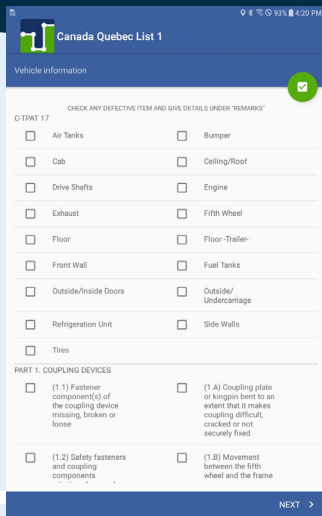 93% 4:20 PM
Canada Quebec List 1
Vehicle information
CHECK ANY DEFECTIVE ITEM AND GIVE DETAILS UNDER "REMARKS"
C-TPAT 17
Air Tanks
Bumper
Cab
Ceiling/Roof
Drive Shafts
Engine
Exhaust
Fifth Wheel
Floor
Floor -Trailer-
Front Wall
Fuel Tanks
Outside/Inside Doors
Outside/
Undercarriage
Refrigeration Unit
Side Walls
Tires
PART 1. COUPLING DEVICES
(1.1) Fastener
component(s) of
the coupling device
missing, broken or
loose
(1.A) Coupling plate
or kingpin bent to an
extent that it makes
coupling difficult,
cracked or not
securely fixed
(1.2) Safety fasteners
and coupling
components
(1.B) Movement
between the fifth
wheel and the frame
NEXT >